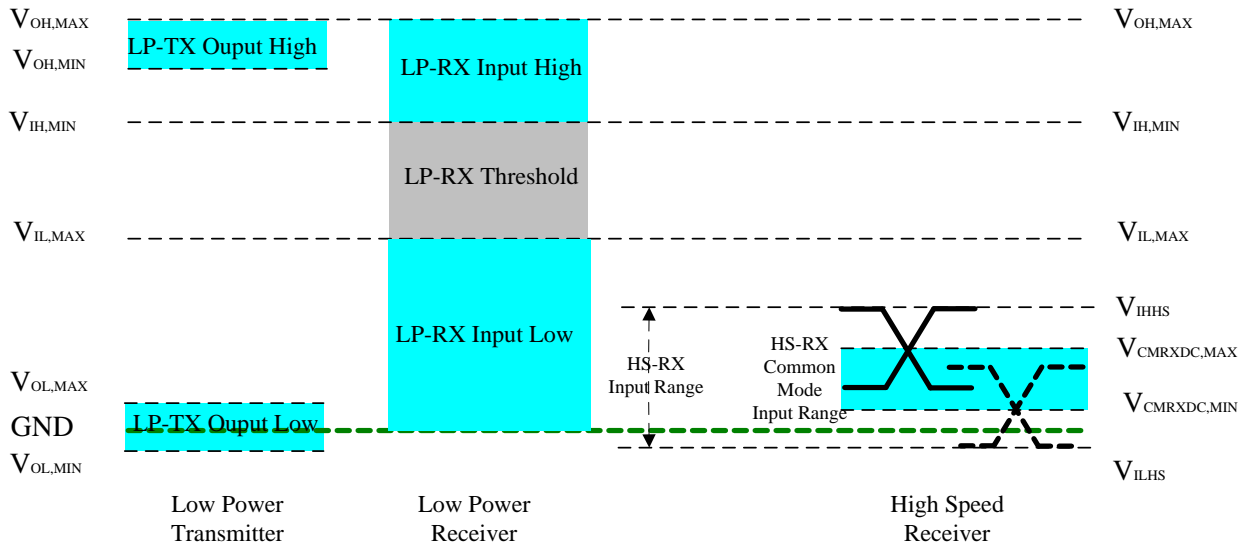 VOH,MAX
LP-TX Ouput High
VOH,MIN
VIH,MIN
VIL,MAX
VOL,MAX
LP-TX Ouput Low
GND
VOL,MIN
Low Power
Transmitter
LP-RX Input High
LP-RX Threshold
LP-RX Input Low
Low Power
Receiver
HS-RX
Input Range
HS-RX
Common
Mode
Input Range
High Speed
Receiver
VOH,MAX
VIH,MIN
VIL,MAX
VIHHS
VCMRXDC,MAX
VCMRXDC,MIN
VILHS